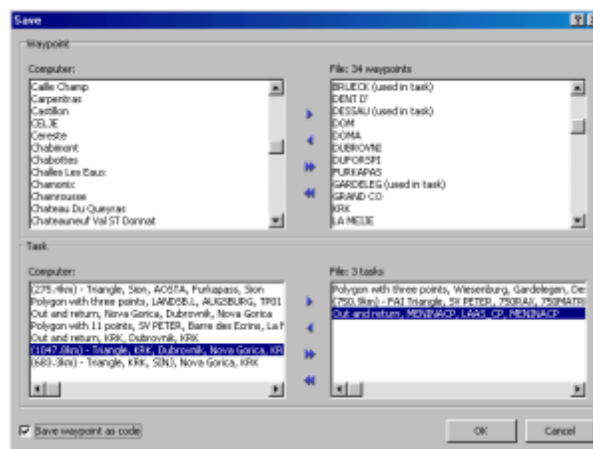 Save
Waypoint
Computer:
Caille Champ
Carpentras
Castillon
CELJE
Cereste
Chabimont
Chabottes
Challes Les Eaux
Chamonix
Chamrousse
Chateau Du Queyras
Chateauneuf Val ST Donnat
File: 34 waypoints
BRUECK (used in task)
DENT D'
DESSAU (used in task)
DOM
DOMA
DUBROVNI
DUFORSPI
FURKAPAS
GARDELEG (used in task)
GRAND CO
KRK
LA MEIJE
Task
Computer:
(275.4km) - Triangle, Sion, AOSTA, Furkapass, Sion
Polygon with three points, LANDSB.L, AUGSBURG, TP01
Out and return, Nova Gorica, Dubrovnik, Nova Gorica
Polygon with 11 points, SV PETER, Barre des Ecrins, La M
Out and return, KRK, Dubrovnik, KRK
(1047.8km) - Triangle, KRK, Dubrovnik, Nova Gorica, KR
(683.3km) - Triangle, KRK, SINJ, Nova Gorica, KRK
File: 3 tasks
Polygon with three points, Wiesenburg, Gardelegen, Des
(750.9km) - FAI Triangle, SV PETER, 750RAX, 750MATRI
Out and return, MENINACP, LAAS_CP, MENINACP
Save waypoint as code
OK
Cancel